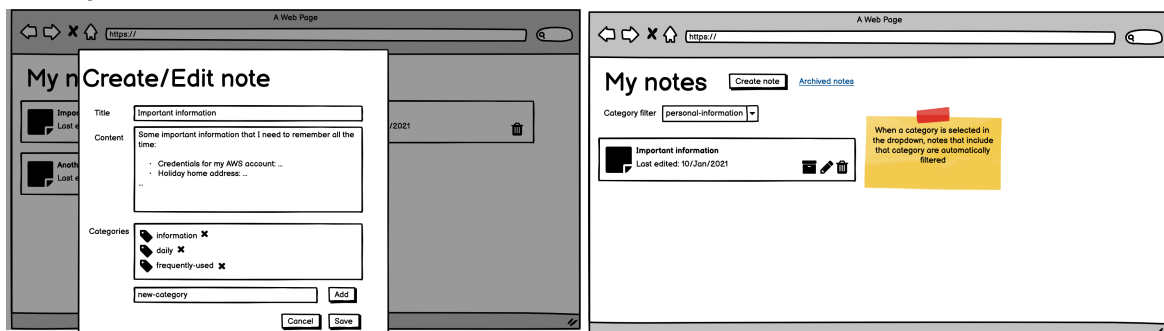 A Web Page
https://
My n
Create/Edit note
Impor
Last e
/2021
Anoth
Last e
Title
Important information
Content
Some important information that I need to remember all the
time:
· Credentials for my AWS account: ...
· Holiday home address: ...
...
Categories
information
daily
frequently-used
new-category
Add
Cancel
Save
A Web Page
https://
My notes
Create note
Archived notes
Category filter
personal-information
Important information
Last edited: 10/Jan/2021
When a category is selected in
the dropdown, notes that include
that category are automatically
filtered